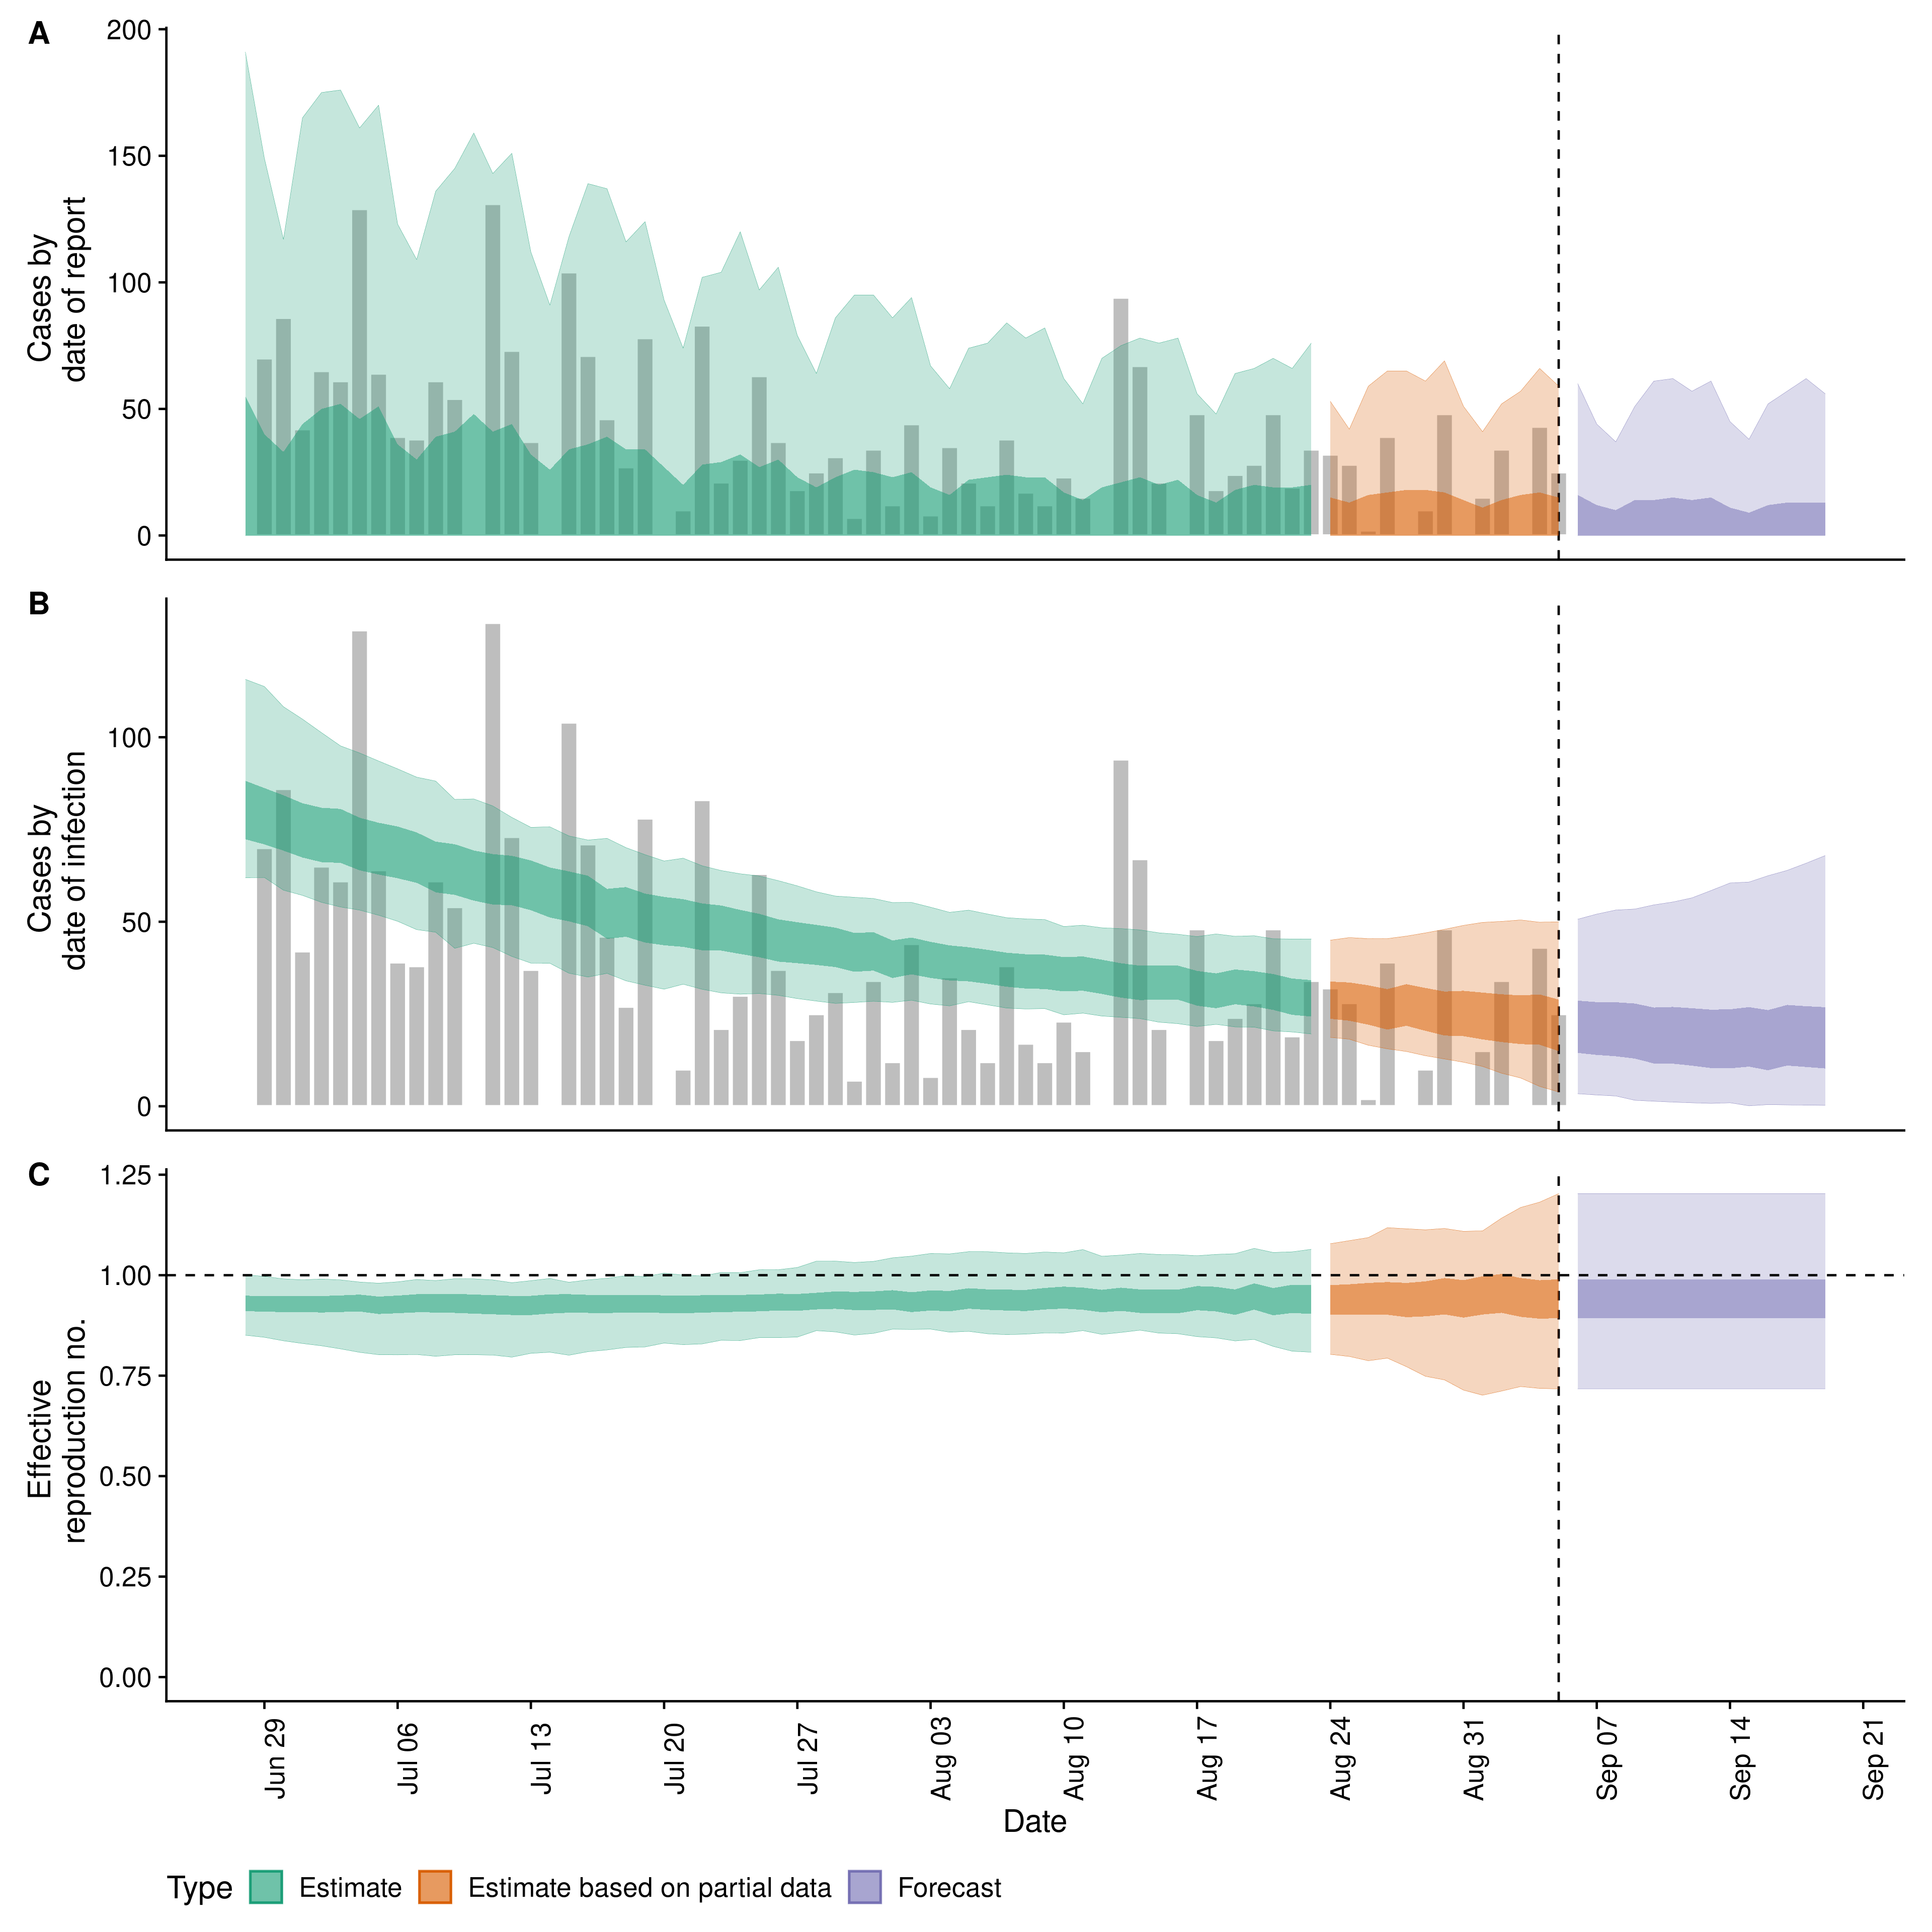 A
Cases by
date of report
200
150
100
50
0
B
Cases by
date of infection
100
50
0
C
Effective
reproduction no.
1.25
1.00
0.75
0.50
0.25
0.00
Jun 29
Jul 06
Jul 13
Jul 20
Jul 27
Aug 03
Aug 10
Aug 17
Aug 24
Aug 31
Sep 07
Sep 14
Sep 21
Date
Type Estimate Estimate based on partial data Forecast